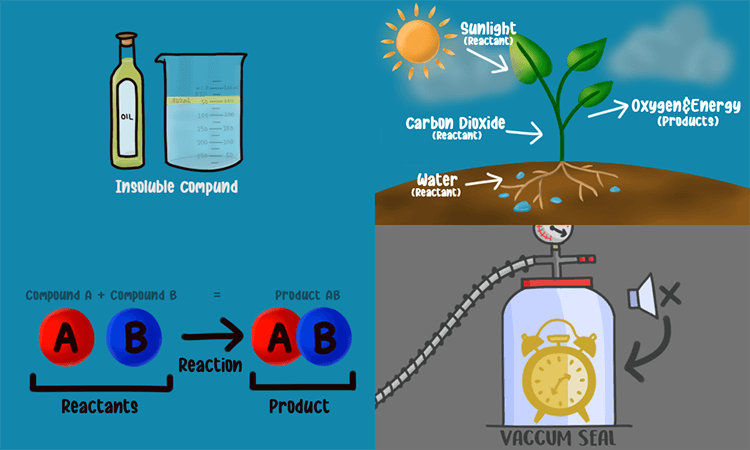 OIL
Insoluble Compund
Sunlight
(Reactant)
Carbon Dioxide
(Reactant)
Water
(Reactant)
Oxygen&Energy
(Products)
Compound A + Compound B = Product AB
A B A B
Reaction
Reactants Product
VACCUM SEAL